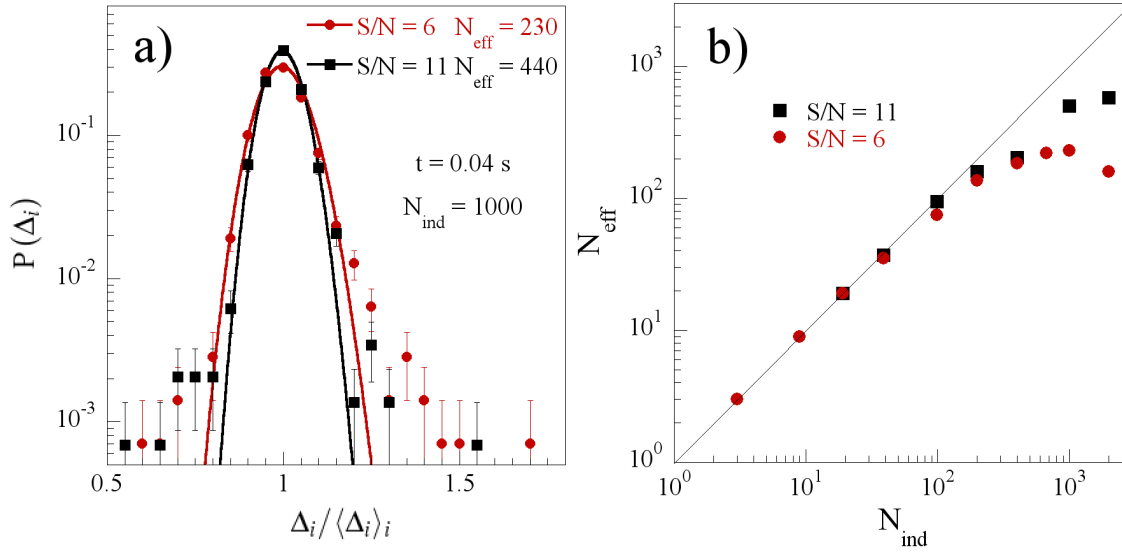 a)
S/N = 6 N_eff = 230
S/N = 11 N_eff = 440
t = 0.04 s
N_ind = 1000
P(Δ_i)
10^-1
10^-2
10^-3
0.5
1
1.5
Δ_i/⟨Δ_i⟩_i
b)
S/N = 11
S/N = 6
N_eff
10^3
10^2
10^1
10^0
10^0
10^1
10^2
10^3
N_ind